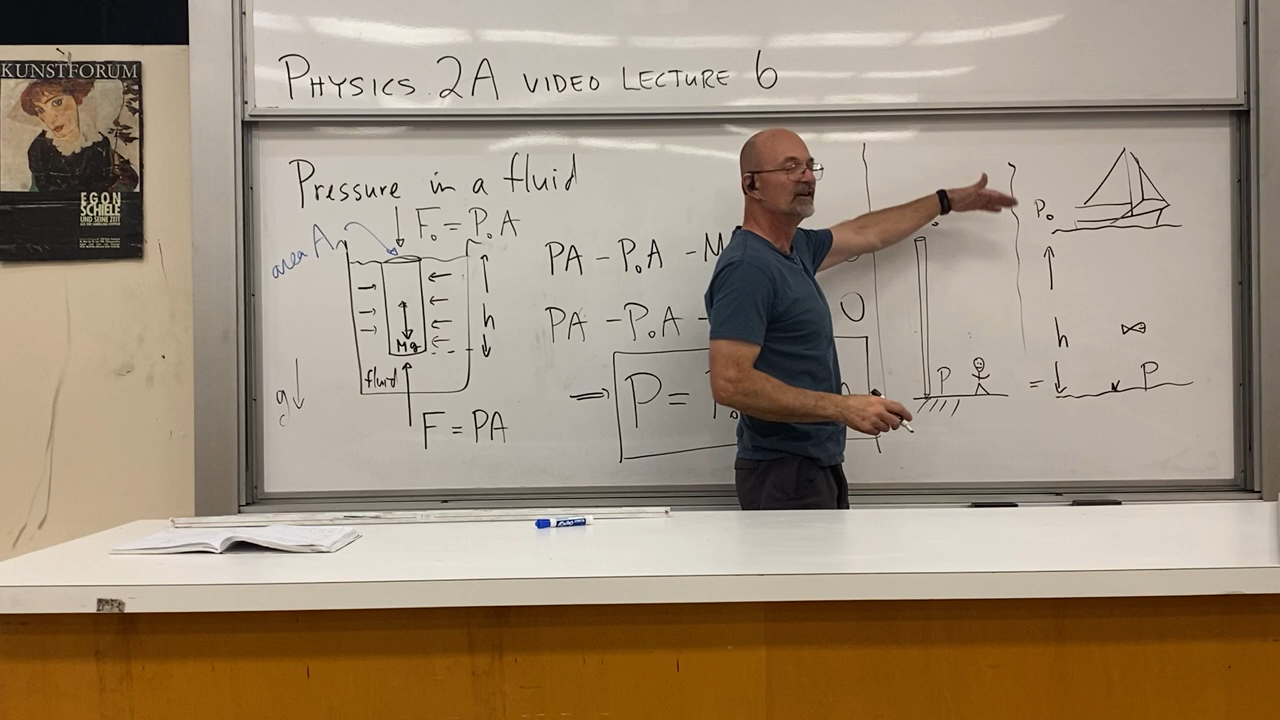 KUNSTFORUM
EGON
SCHIELE
UND SEINE ZEIT
PHYSICS 2A VIDEO LECTURE 6
Pressure in a fluid
area A
F₀ = P₀A
h
Mg
fluid
g
F = PA
PA - P₀A - M
PA - P₀A - 0
⇒ P = P₀
P
P₀
h
= P